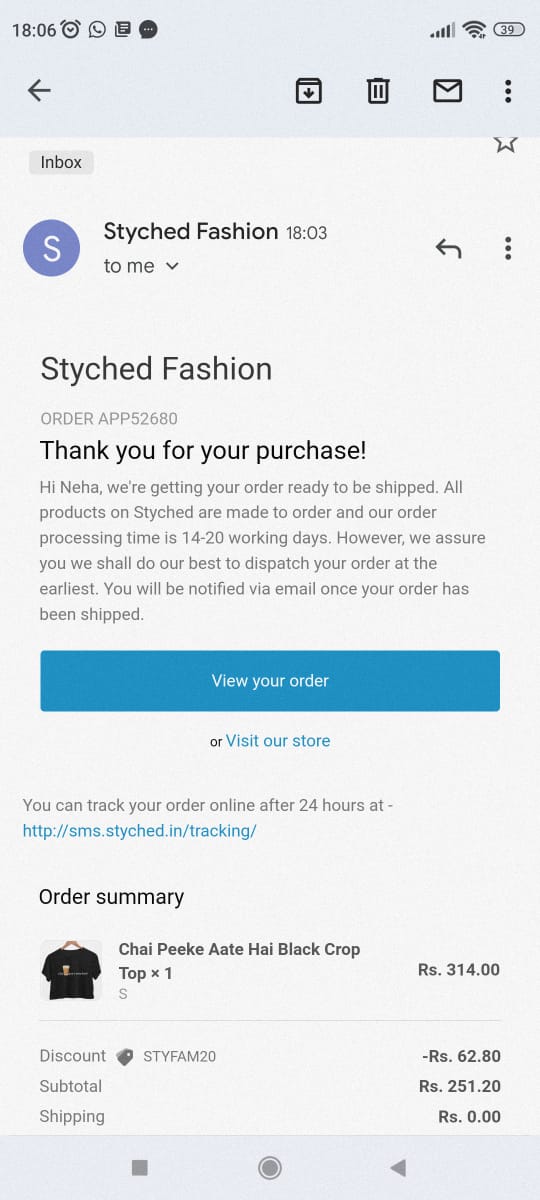 18:06
39
Inbox
S
Styched Fashion 18:03
to me
Styched Fashion
ORDER APP52680
Thank you for your purchase!
Hi Neha, we're getting your order ready to be shipped. All
products on Styched are made to order and our order
processing time is 14-20 working days. However, we assure
you we shall do our best to dispatch your order at the
earliest. You will be notified via email once your order has
been shipped.
View your order
or Visit our store
You can track your order online after 24 hours at -
http://sms.styched.in/tracking/
Order summary
Chai Peeke Aate Hai Black Crop
Top × 1
Rs. 314.00
S
Discount STYFAM20 -Rs. 62.80
Subtotal Rs. 251.20
Shipping Rs. 0.00